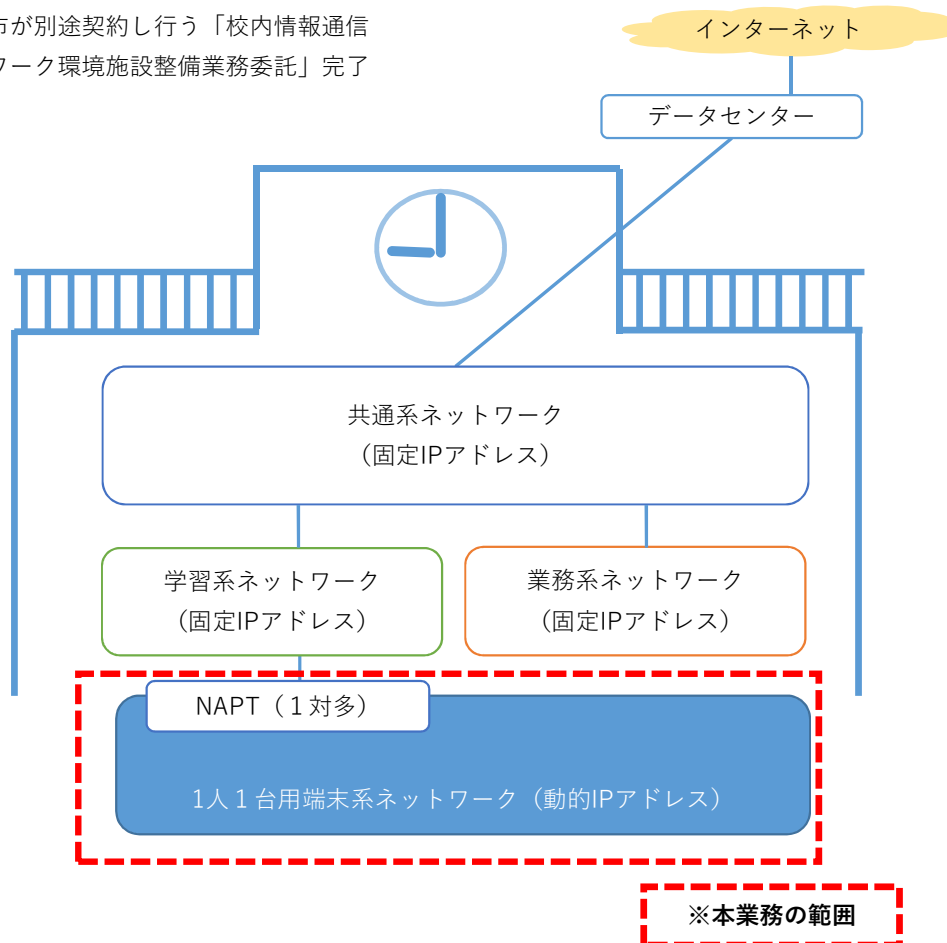 市が別途契約し行う「校内情報通信
ワーク環境施設整備業務委託」完了
インターネット
データセンター
共通系ネットワーク
（固定IPアドレス）
学習系ネットワーク
（固定IPアドレス）
業務系ネットワーク
（固定IPアドレス）
NAPT（１対多）
1人１台用端末系ネットワーク（動的IPアドレス）
※本業務の範囲